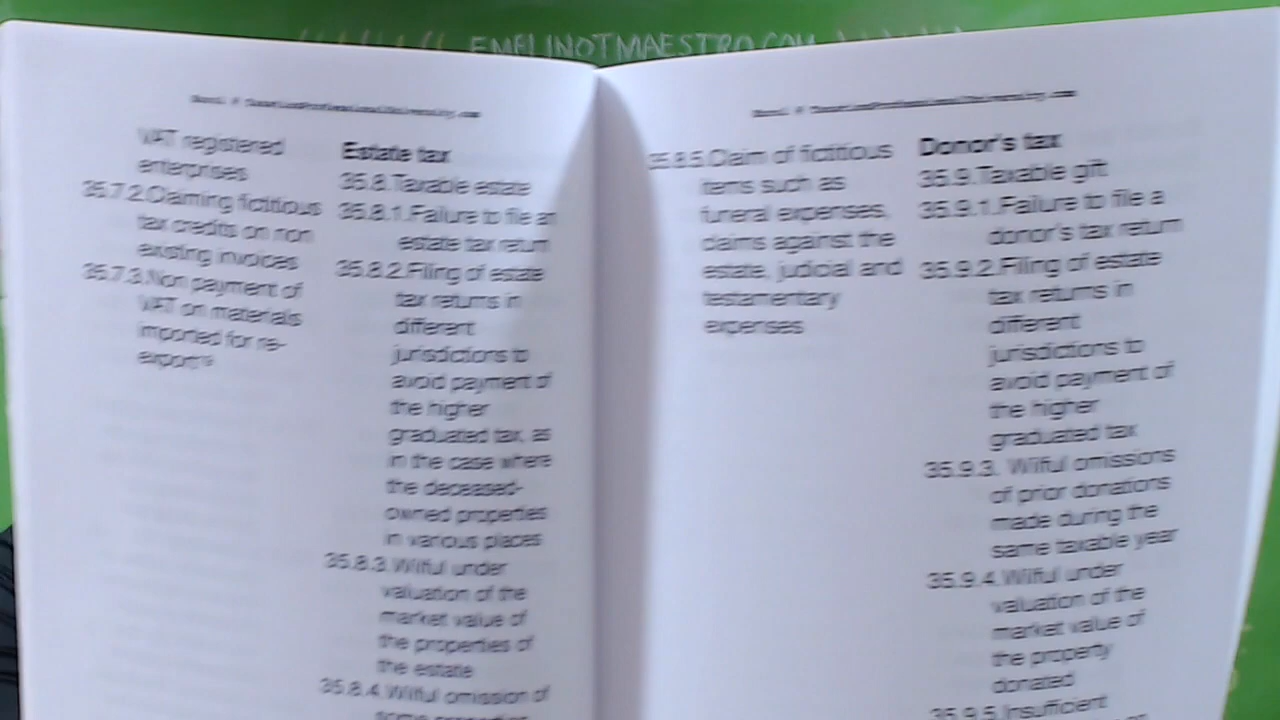 EMELINOTMAESTRO.COM
VAT registered
enterprises
35.7.2.Claiming fictitious
tax credits on non
existing invoices
35.7.3.Non payment of
VAT on materials
imported for re-
export
Estate tax
35.8.Taxable estate
35.8.1.Failure to file an
estate tax return
35.8.2.Filing of estate
tax returns in
different
jurisdictions to
avoid payment of
the higher
graduated tax, as
in the case where
the deceased-
owned properties
in various places
35.8.3.Wilful under
valuation of the
market value of
the properties of
the estate
35.8.4.Wilful omission of
some properties
35.8.5.Claim of fictitious
items such as
funeral expenses,
claims against the
estate, judicial and
testamentary
expenses
Donor's tax
35.9.Taxable gift
35.9.1.Failure to file a
donor's tax return
35.9.2.Filing of estate
tax returns in
different
jurisdictions to
avoid payment of
the higher
graduated tax
35.9.3. Wilful omissions
of prior donations
made during the
same taxable year
35.9.4.Wilful under
valuation of the
market value of
the property
donated
35.9.5.Insufficient